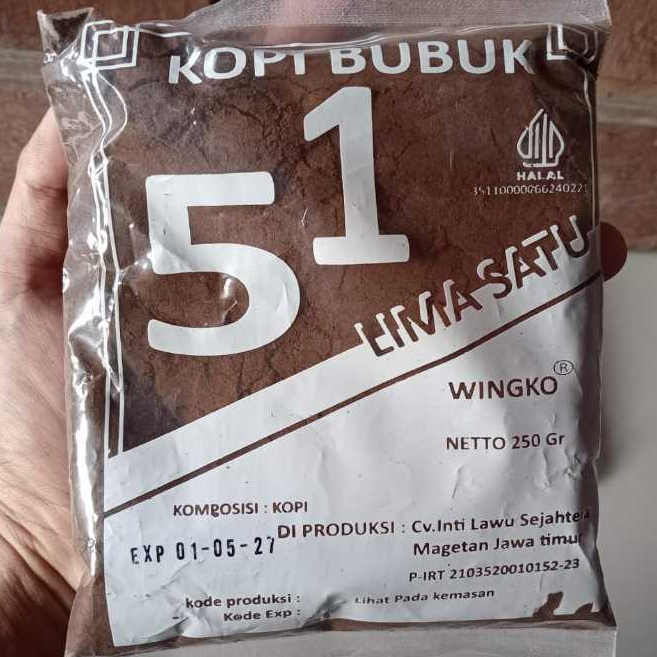 KOPI BUBUK
51
HALAL
LIMA SATU
WINGKO ®
NETTO 250 Gr
KOMPOSISI : KOPI
DI PRODUKSI : Cv.Inti Lawu Sejahte
EXP 01-05-27
Magetan Jawa timur
P-IRT 2103520010152-23
kode produksi :
Lihat Pada kemasan
Kode Exp :